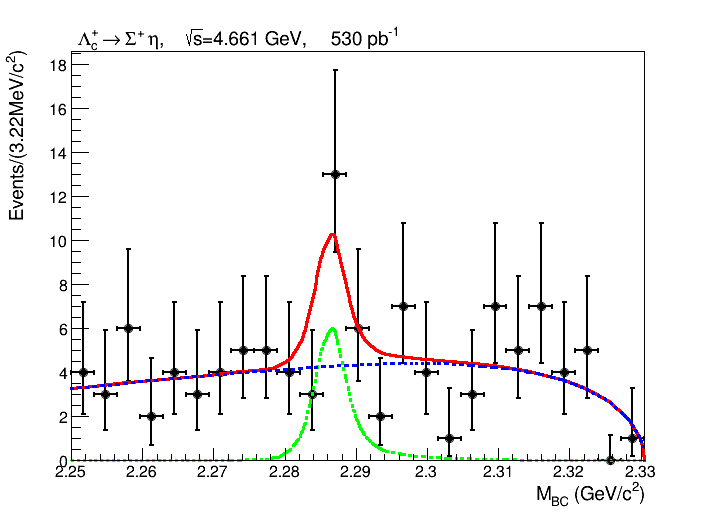 Λc+ → Σ+ η, √s=4.661 GeV, 530 pb-1
Events/(3.22MeV/c2)
18
16
14
12
10
8
6
4
2
0
2.25 2.26 2.27 2.28 2.29 2.3 2.31 2.32 2.33
MBC (GeV/c2)